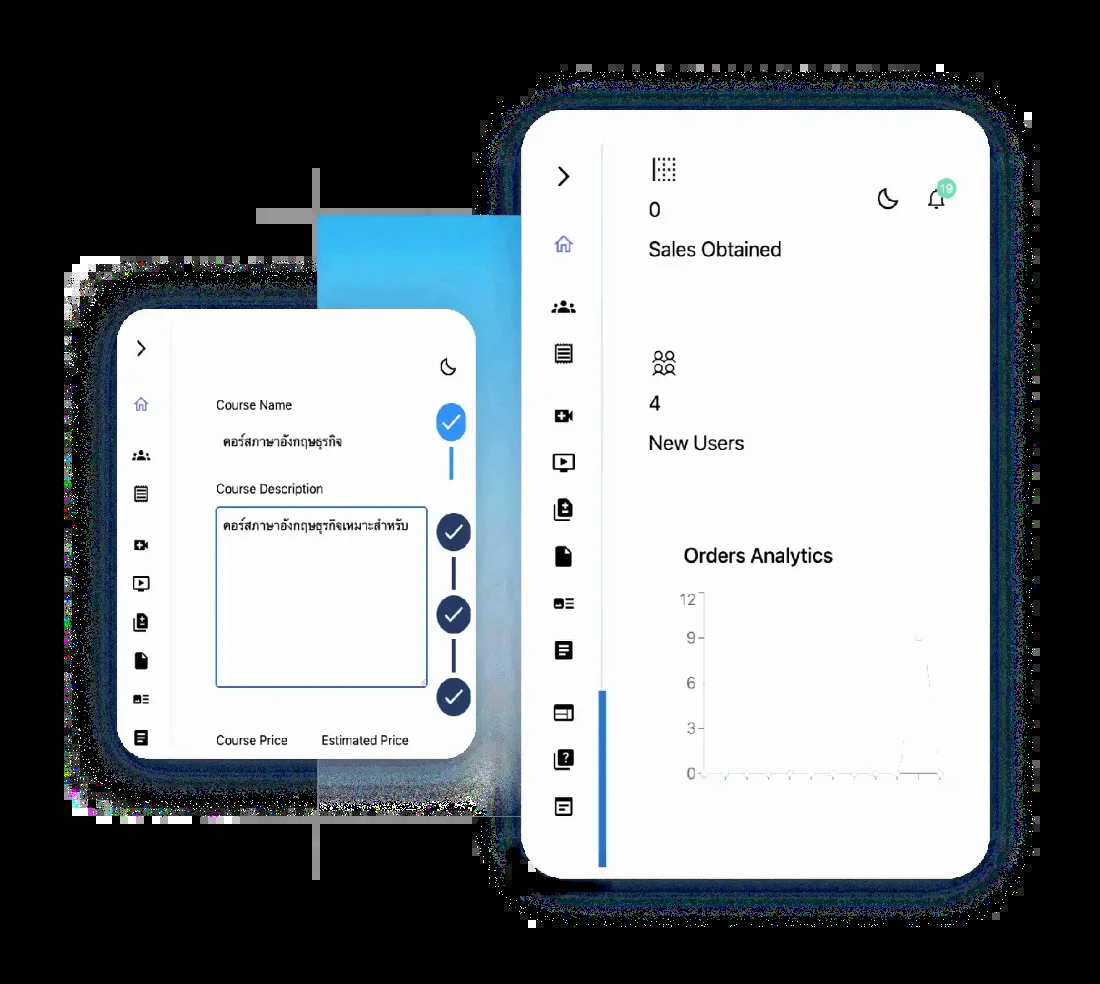 Course Name
คอร์สภาษาอังกฤษธุรกิจ
Course Description
คอร์สภาษาอังกฤษธุรกิจเหมาะสำหรับ
Course Price
Estimated Price
19
0
Sales Obtained
4
New Users
Orders Analytics
12
9
6
3
0